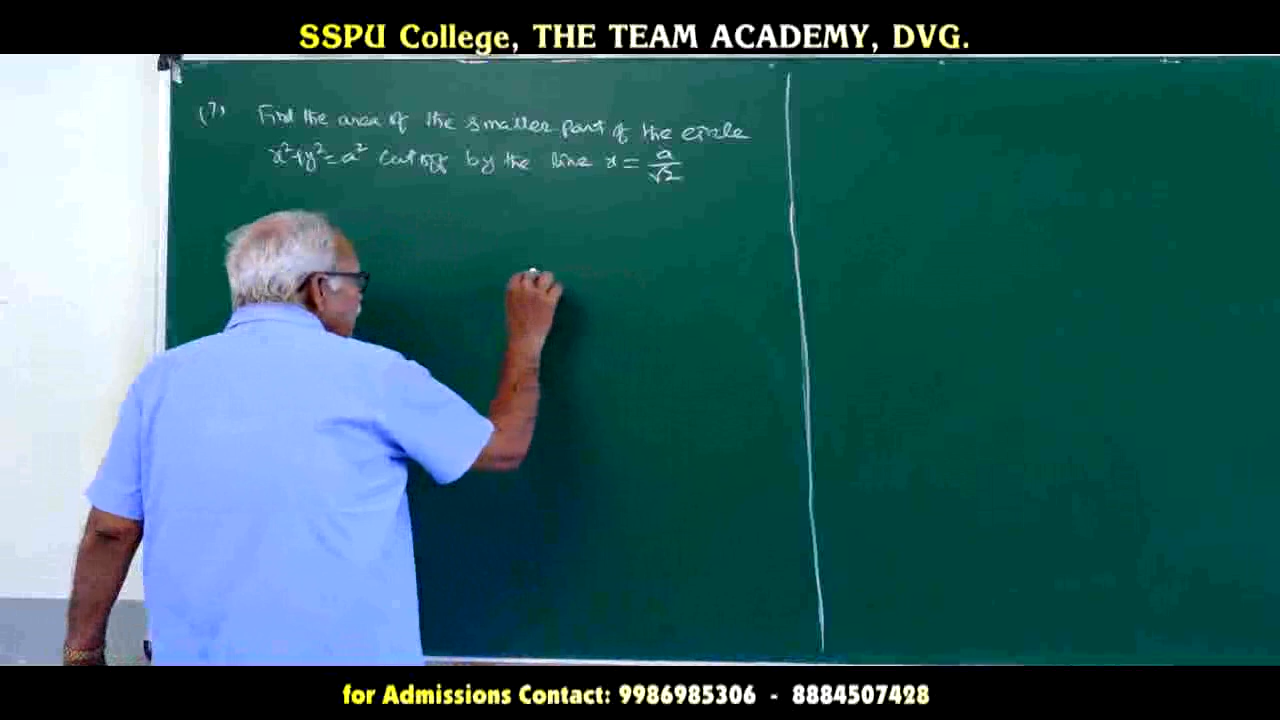 SSPU College, THE TEAM ACADEMY, DVG.
(7) Find the area of the smaller part of the circle
x²+y²=a² cut off by the line x = a/√2
for Admissions Contact: 9986985306 - 8884507428